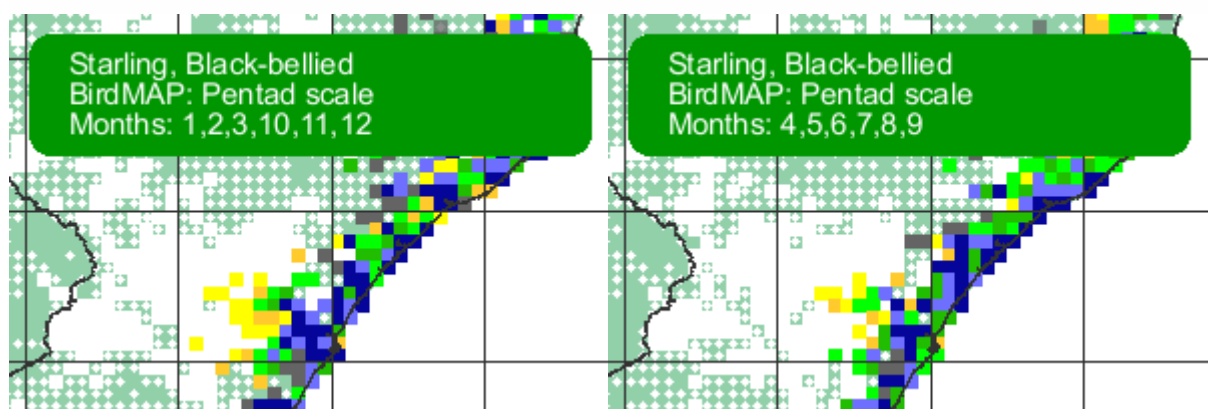 Starling, Black-bellied
BirdMAP: Pentad scale
Months: 1,2,3,10,11,12
Starling, Black-bellied
BirdMAP: Pentad scale
Months: 4,5,6,7,8,9